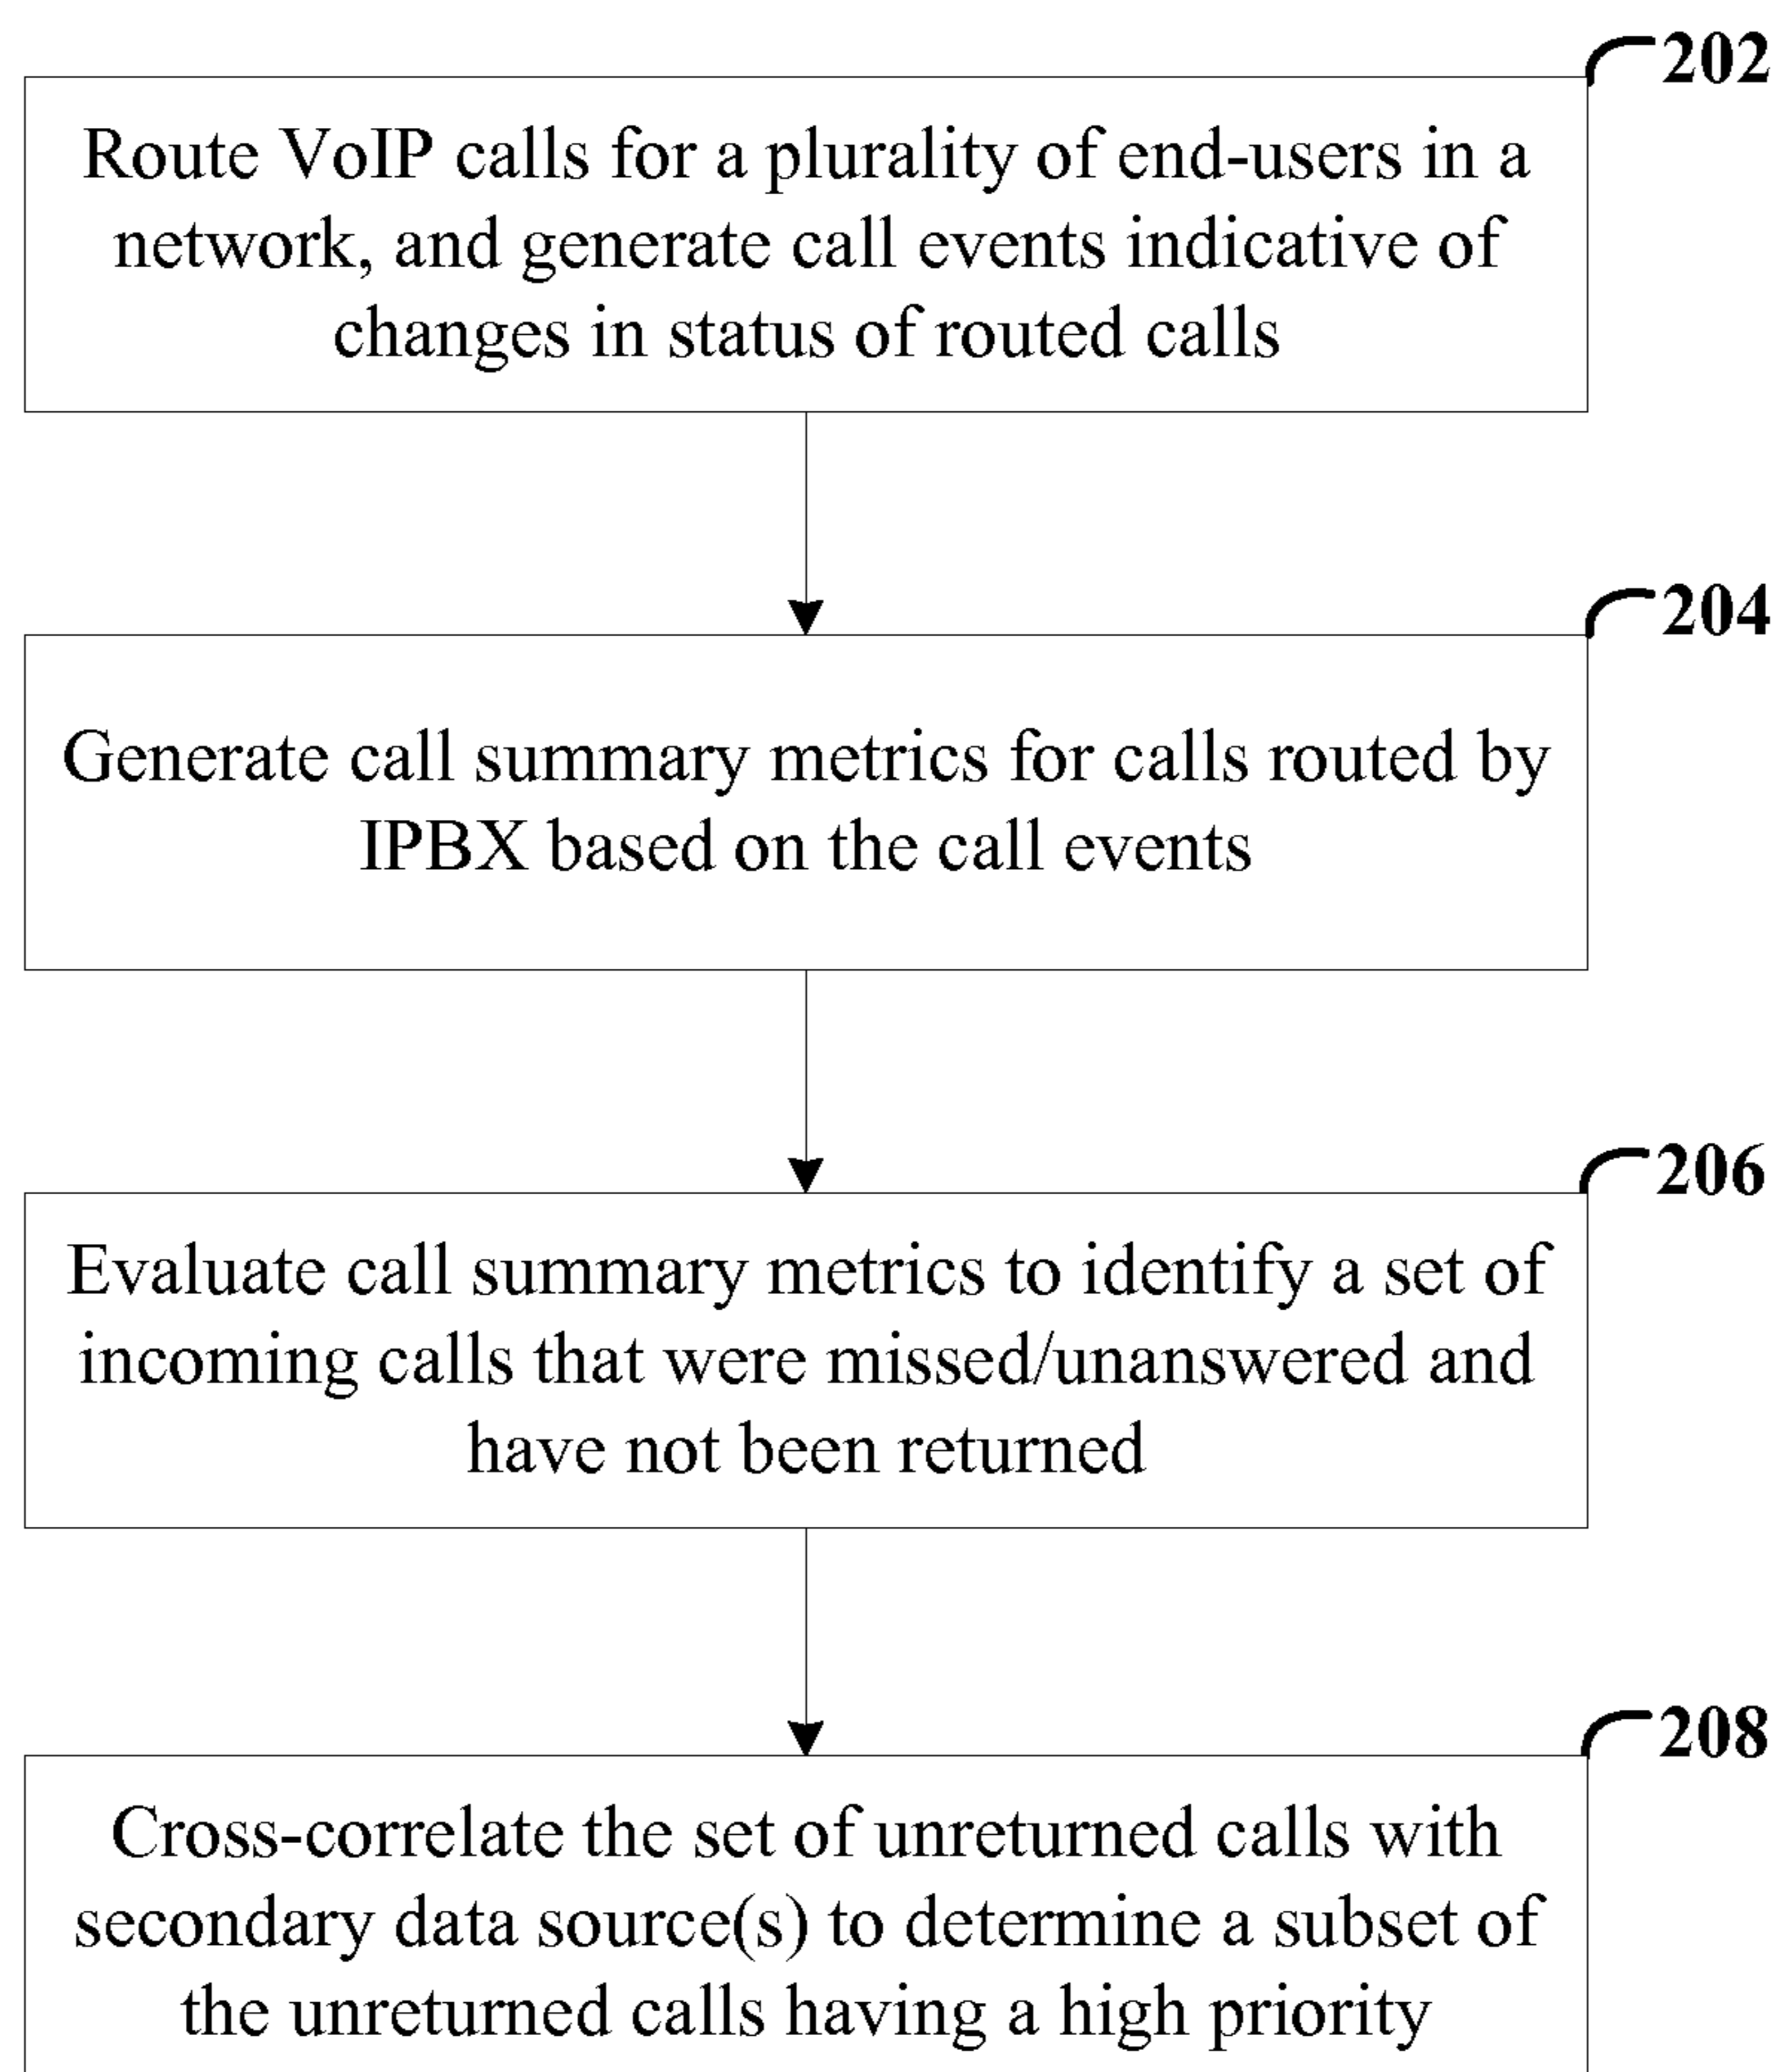 202
Route VoIP calls for a plurality of end-users in a
network, and generate call events indicative of
changes in status of routed calls
204
Generate call summary metrics for calls routed by
IPBX based on the call events
206
Evaluate call summary metrics to identify a set of
incoming calls that were missed/unanswered and
have not been returned
208
Cross-correlate the set of unreturned calls with
secondary data source(s) to determine a subset of
the unreturned calls having a high priority